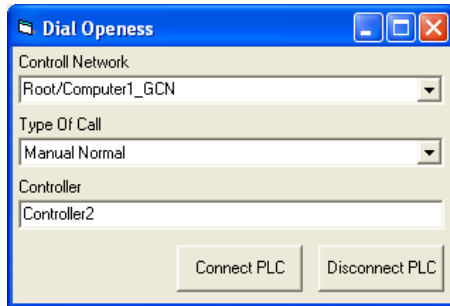 Dial Openess
Controll Network
Root/Computer1_GCN
Type Of Call
Manual Normal
Controller
Controller2
Connect PLC Disconnect PLC